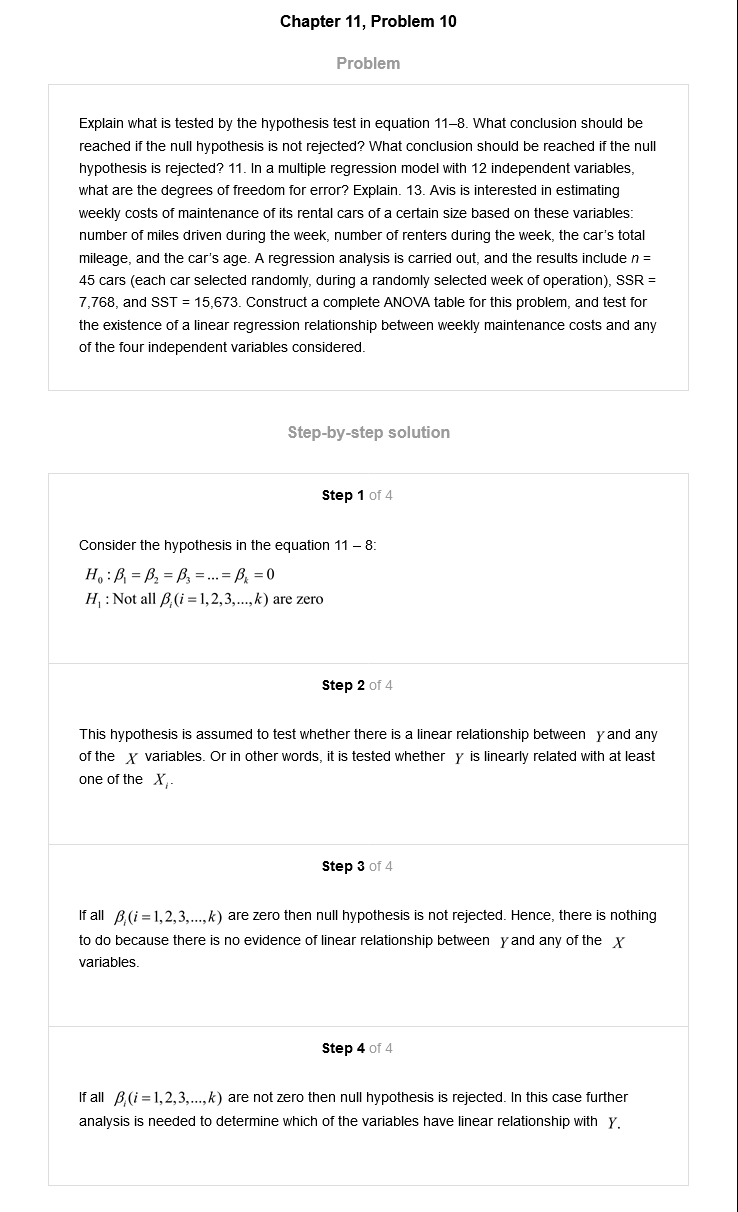 Chapter 11, Problem 10
Problem
Explain what is tested by the hypothesis test in equation 11–8. What conclusion should be
reached if the null hypothesis is not rejected? What conclusion should be reached if the null
hypothesis is rejected? 11. In a multiple regression model with 12 independent variables,
what are the degrees of freedom for error? Explain. 13. Avis is interested in estimating
weekly costs of maintenance of its rental cars of a certain size based on these variables:
number of miles driven during the week, number of renters during the week, the car's total
mileage, and the car's age. A regression analysis is carried out, and the results include n =
45 cars (each car selected randomly, during a randomly selected week of operation), SSR =
7,768, and SST = 15,673. Construct a complete ANOVA table for this problem, and test for
the existence of a linear regression relationship between weekly maintenance costs and any
of the four independent variables considered.
Step-by-step solution
Step 1 of 4
Consider the hypothesis in the equation 11 – 8:
H₀ : β₁ = β₂ = β₃ = ... = βₖ = 0
H₁ : Not all βᵢ (i = 1,2,3,...,k) are zero
Step 2 of 4
This hypothesis is assumed to test whether there is a linear relationship between Y and any
of the X variables. Or in other words, it is tested whether Y is linearly related with at least
one of the Xᵢ.
Step 3 of 4
If all βᵢ (i = 1,2,3,...,k) are zero then null hypothesis is not rejected. Hence, there is nothing
to do because there is no evidence of linear relationship between Y and any of the X
variables.
Step 4 of 4
If all βᵢ (i = 1,2,3,...,k) are not zero then null hypothesis is rejected. In this case further
analysis is needed to determine which of the variables have linear relationship with Y.